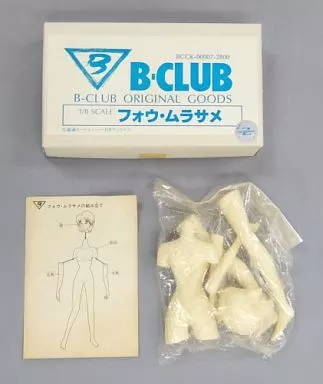 B
BCGK-00007-2800
B-CLUB
B-CLUB ORIGINAL GOODS
1/8 SCALE フォウ・ムラサメ
フォウ・ムラサメの組み立て